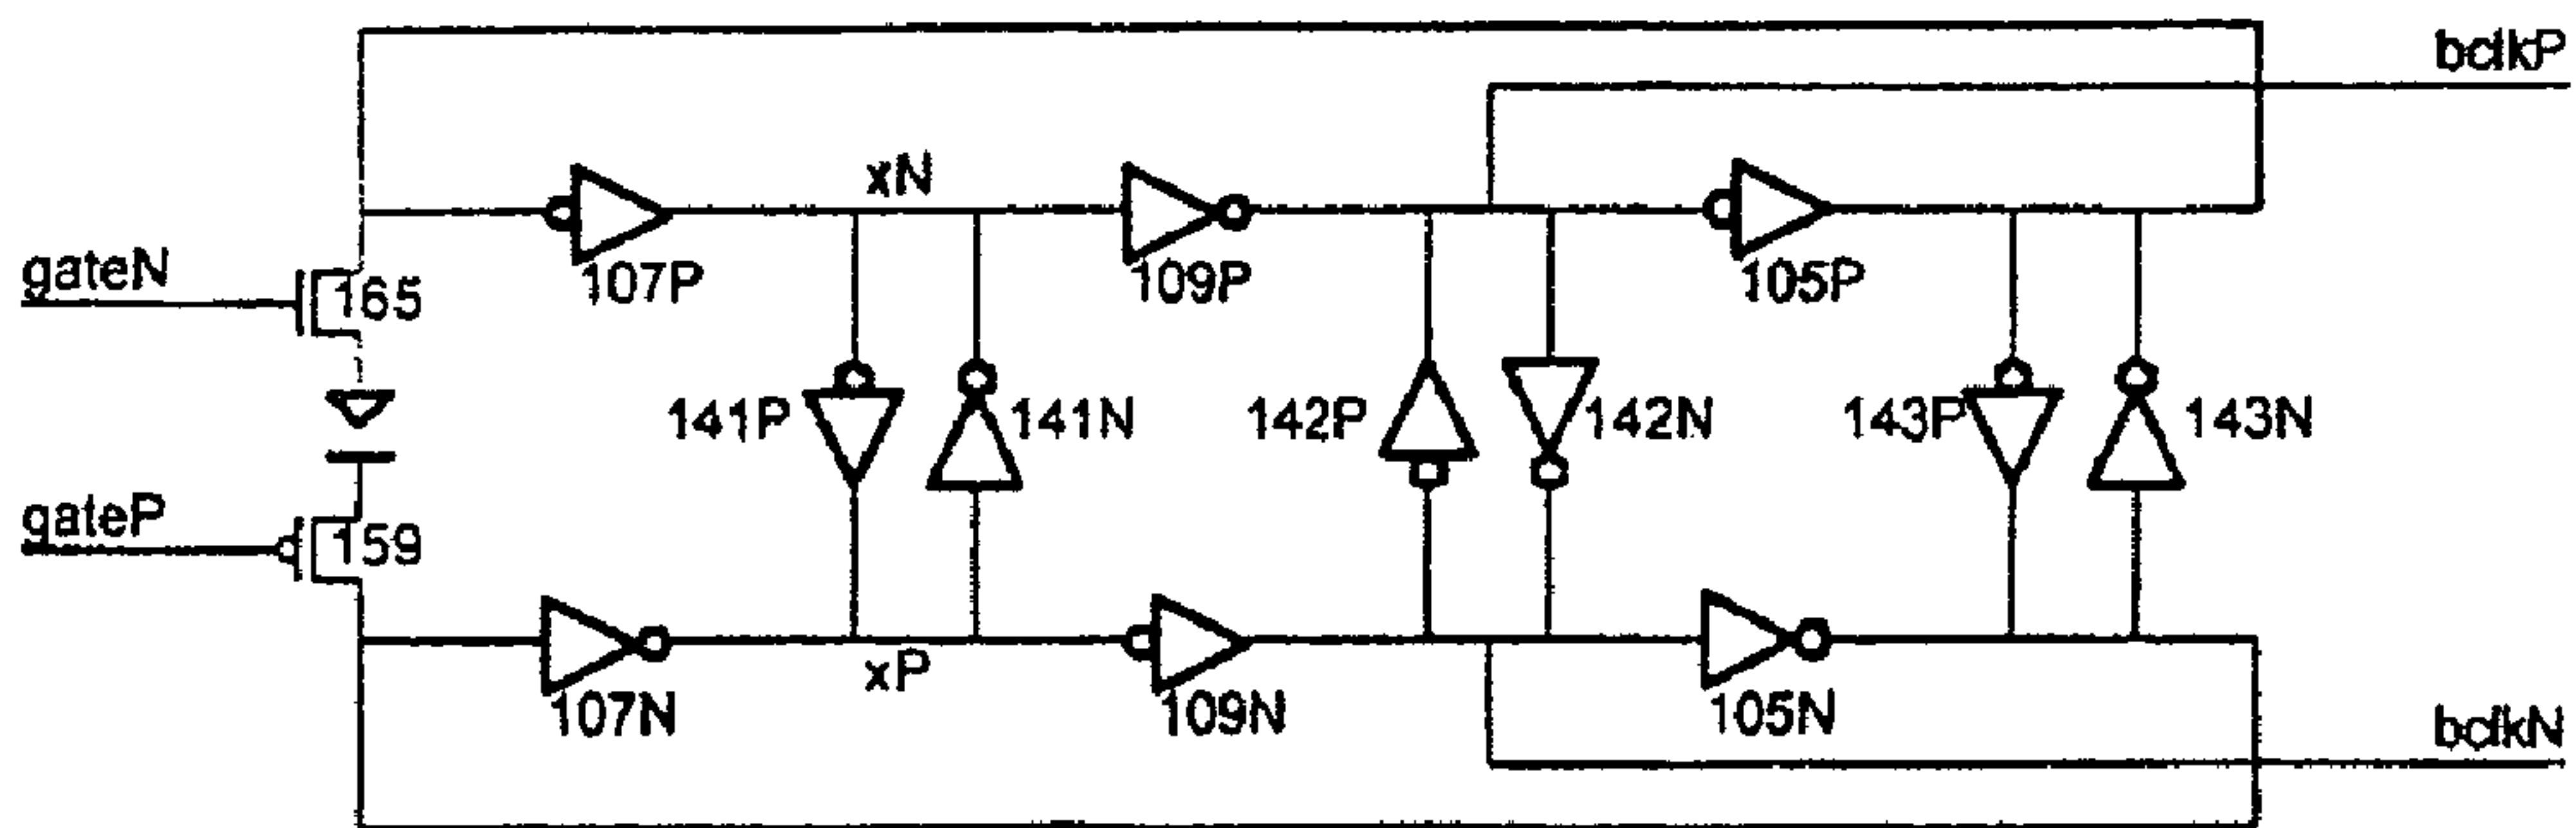 bclkP
xN
gateN
165
107P
109P
105P
141P
141N
142P
142N
143P
143N
gateP
159
xP
107N
109N
105N
bclkN